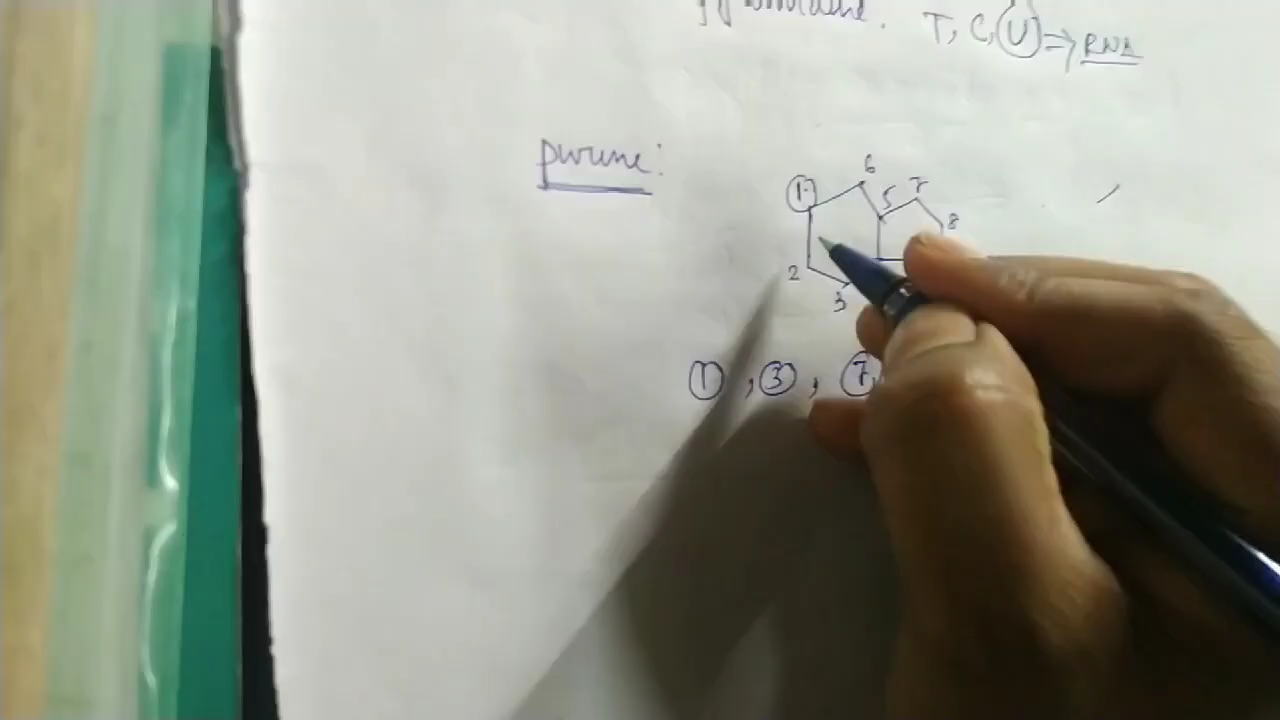 T, C, U ⇒ RNA
purine:
6
1 5 7
8
2
3
1, 3, 7,